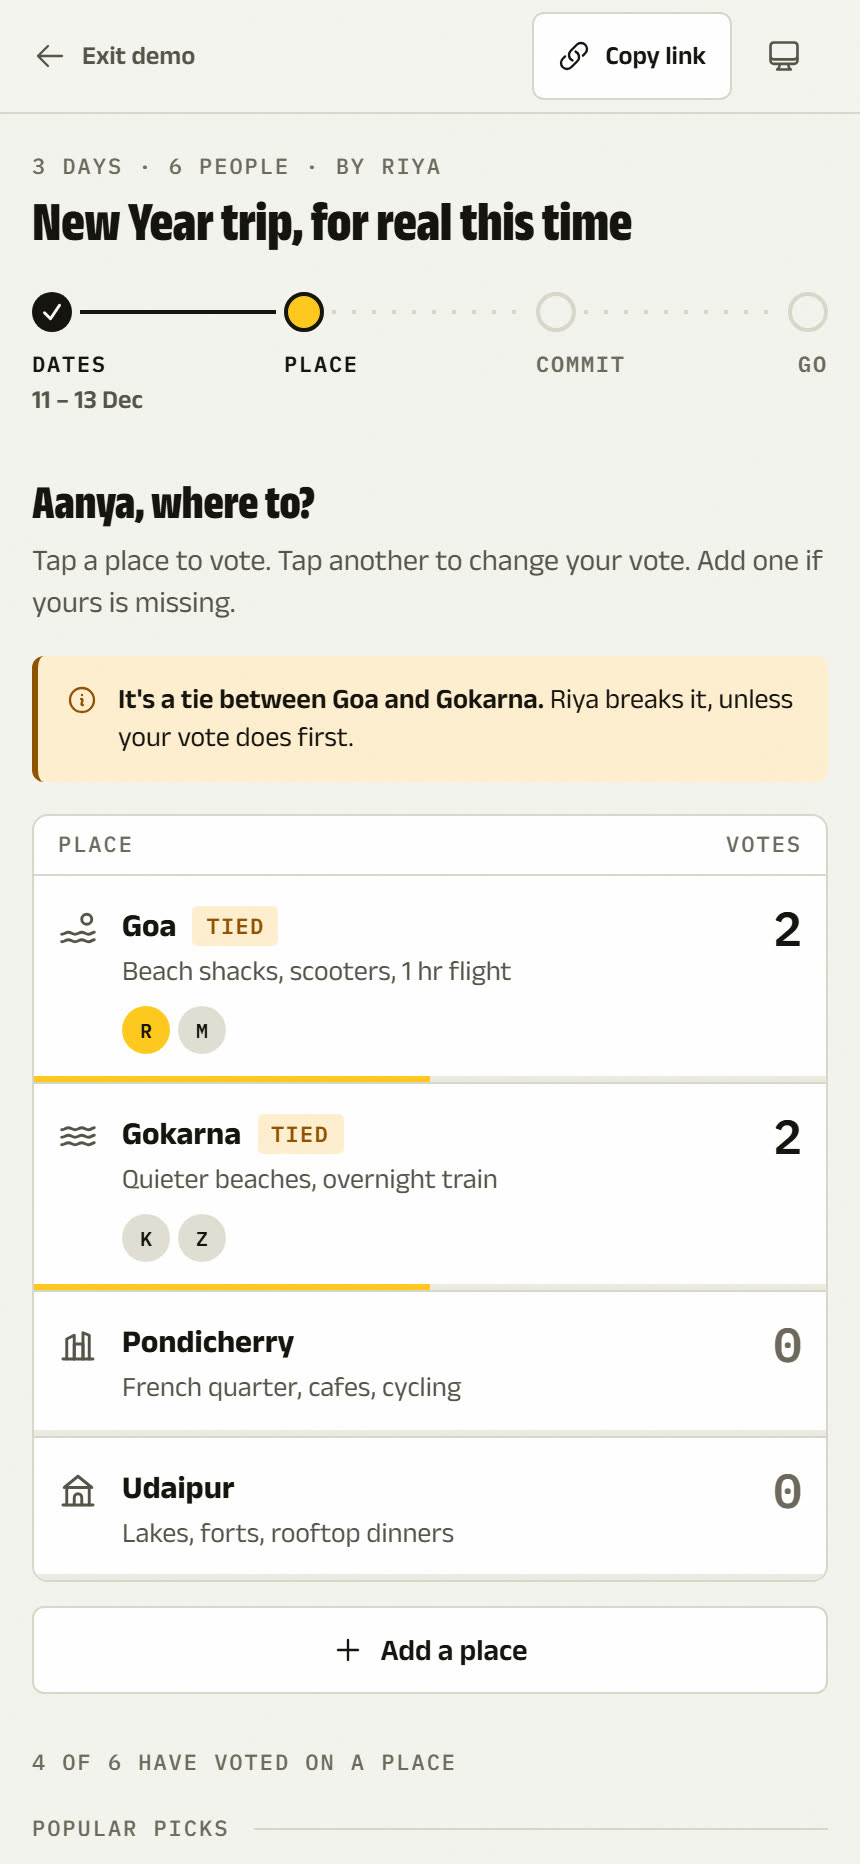 Exit demo
Copy link
3 DAYS · 6 PEOPLE · BY RIYA
New Year trip, for real this time
DATES
PLACE
COMMIT
GO
11 – 13 Dec
Aanya, where to?
Tap a place to vote. Tap another to change your vote. Add one if
yours is missing.
It's a tie between Goa and Gokarna. Riya breaks it, unless
your vote does first.
PLACE
VOTES
Goa TIED 2
Beach shacks, scooters, 1 hr flight
R M
Gokarna TIED 2
Quieter beaches, overnight train
K Z
Pondicherry 0
French quarter, cafes, cycling
Udaipur 0
Lakes, forts, rooftop dinners
Add a place
4 OF 6 HAVE VOTED ON A PLACE
POPULAR PICKS